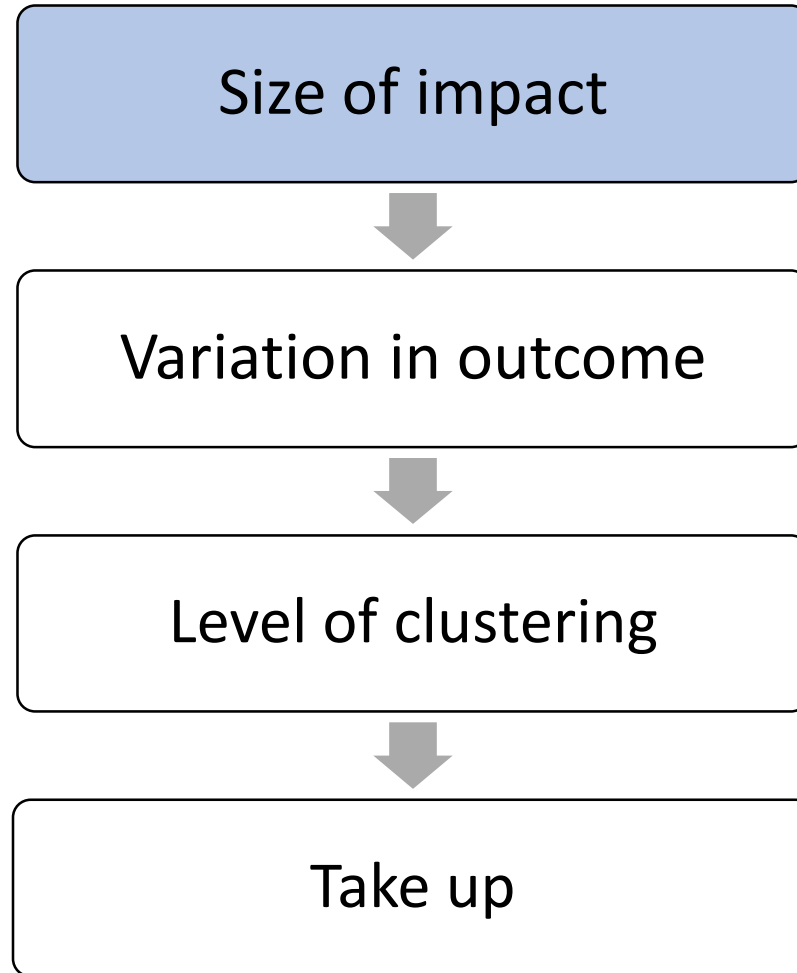 Size of impact
Variation in outcome
Level of clustering
Take up